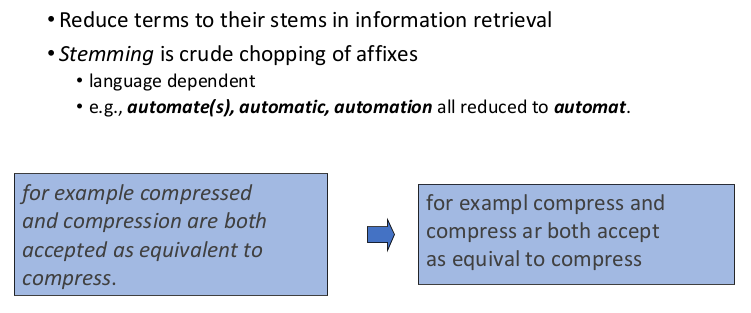 • Reduce terms to their stems in information retrieval
• Stemming is crude chopping of affixes
• language dependent
• e.g., automate(s), automatic, automation all reduced to automat.
for example compressed
and compression are both
accepted as equivalent to
compress.
for exampl compress and
compress ar both accept
as equival to compress